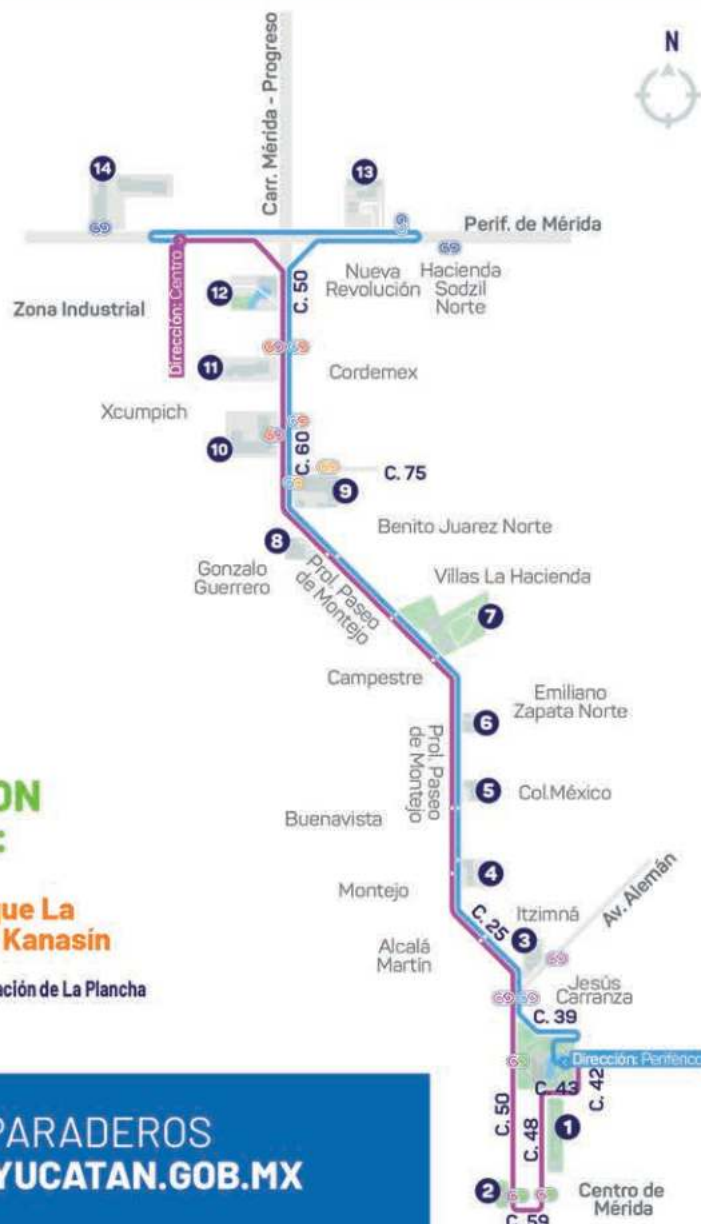 N
Carr. Mérida - Progreso
14
13
Perif. de Mérida
Dirección: Centro
Zona Industrial
12
C. 50
Nueva
Revolución
Hacienda
Sodzil
Norte
11
Cordemex
Xcumpich
10
C. 60
C. 75
9
8
Benito Juarez Norte
Gonzalo
Guerrero
Prol. Paseo
de Montejo
Villas La Hacienda
7
Campestre
Emiliano
Zapata Norte
6
Prol. Paseo
de Montejo
5
Col.México
Buenavista
4
Montejo
C. 25
Itzimná
Av. Alemán
3
Alcalá
Martín
Jesús
Carranza
C. 39
Dirección: Periférico
C. 43
C. 42
C. 50
C. 48
1
2
Centro de
Mérida
C. 59
ON
:
que La
Kanasín
ación de La Plancha
PARADEROS
YUCATAN.GOB.MX